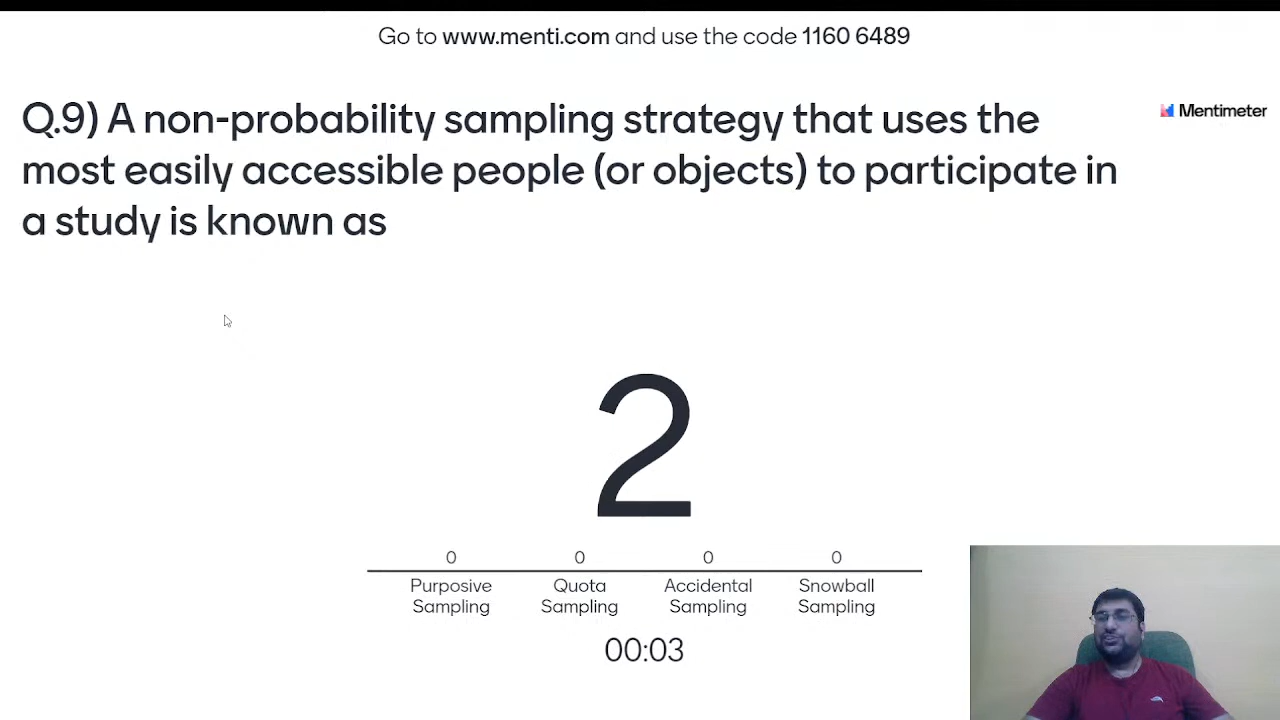 Go to www.menti.com and use the code 1160 6489
Mentimeter
Q.9) A non-probability sampling strategy that uses the
most easily accessible people (or objects) to participate in
a study is known as
2
0 0 0 0
Purposive Quota Accidental Snowball
Sampling Sampling Sampling Sampling
00:03